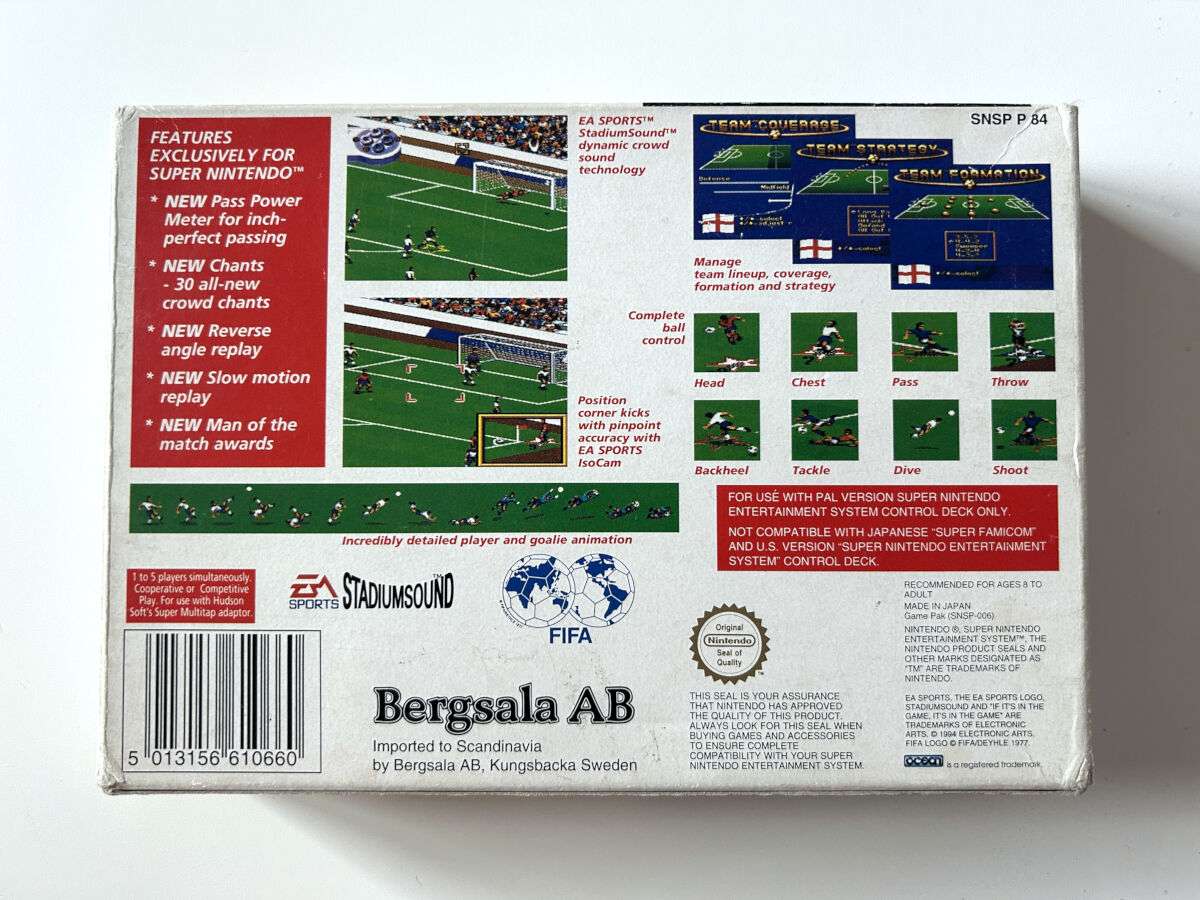 SNSP P 84
FEATURES
EXCLUSIVELY FOR
SUPER NINTENDO™
* NEW Pass Power
Meter for inch-
perfect passing
* NEW Chants
- 30 all-new
crowd chants
* NEW Reverse
angle replay
* NEW Slow motion
replay
* NEW Man of the
match awards
EA SPORTS™
StadiumSound™
dynamic crowd
sound
technology
Position
corner kicks
with pinpoint
accuracy with
EA SPORTS
IsoCam
TEAM COVERAGE
Defense
Midfield
TEAM STRATEGY
TEAM FORMATION
Manage
team lineup, coverage,
formation and strategy
Complete
ball
control
Head
Chest
Pass
Throw
Backheel
Tackle
Dive
Shoot
Incredibly detailed player and goalie animation
FOR USE WITH PAL VERSION SUPER NINTENDO
ENTERTAINMENT SYSTEM CONTROL DECK ONLY.
NOT COMPATIBLE WITH JAPANESE "SUPER FAMICOM"
AND U.S. VERSION "SUPER NINTENDO ENTERTAINMENT
SYSTEM" CONTROL DECK.
1 to 5 players simultaneously.
Cooperative or Competitive
Play. For use with Hudson
Soft's Super Multitap adaptor.
EA
SPORTS
STADIUMSOUND™
FIFA
5 013156 610660
Bergsala AB
Imported to Scandinavia
by Bergsala AB, Kungsbacka Sweden
Original
Nintendo
Seal of
Quality
™
THIS SEAL IS YOUR ASSURANCE
THAT NINTENDO HAS APPROVED
THE QUALITY OF THIS PRODUCT.
ALWAYS LOOK FOR THIS SEAL WHEN
BUYING GAMES AND ACCESSORIES
TO ENSURE COMPLETE
COMPATIBILITY WITH YOUR SUPER
NINTENDO ENTERTAINMENT SYSTEM.
RECOMMENDED FOR AGES 8 TO
ADULT
MADE IN JAPAN
Game Pak (SNSP-006)
NINTENDO ®, SUPER NINTENDO
ENTERTAINMENT SYSTEM™, THE
NINTENDO PRODUCT SEALS AND
OTHER MARKS DESIGNATED AS
"TM" ARE TRADEMARKS OF
NINTENDO.
EA SPORTS, THE EA SPORTS LOGO,
STADIUMSOUND AND "IF IT'S IN THE
GAME, IT'S IN THE GAME" ARE
TRADEMARKS OF ELECTRONIC
ARTS. © 1994 ELECTRONIC ARTS.
FIFA LOGO © FIFA/DEYHLE 1977.
ocean is a registered trademark.